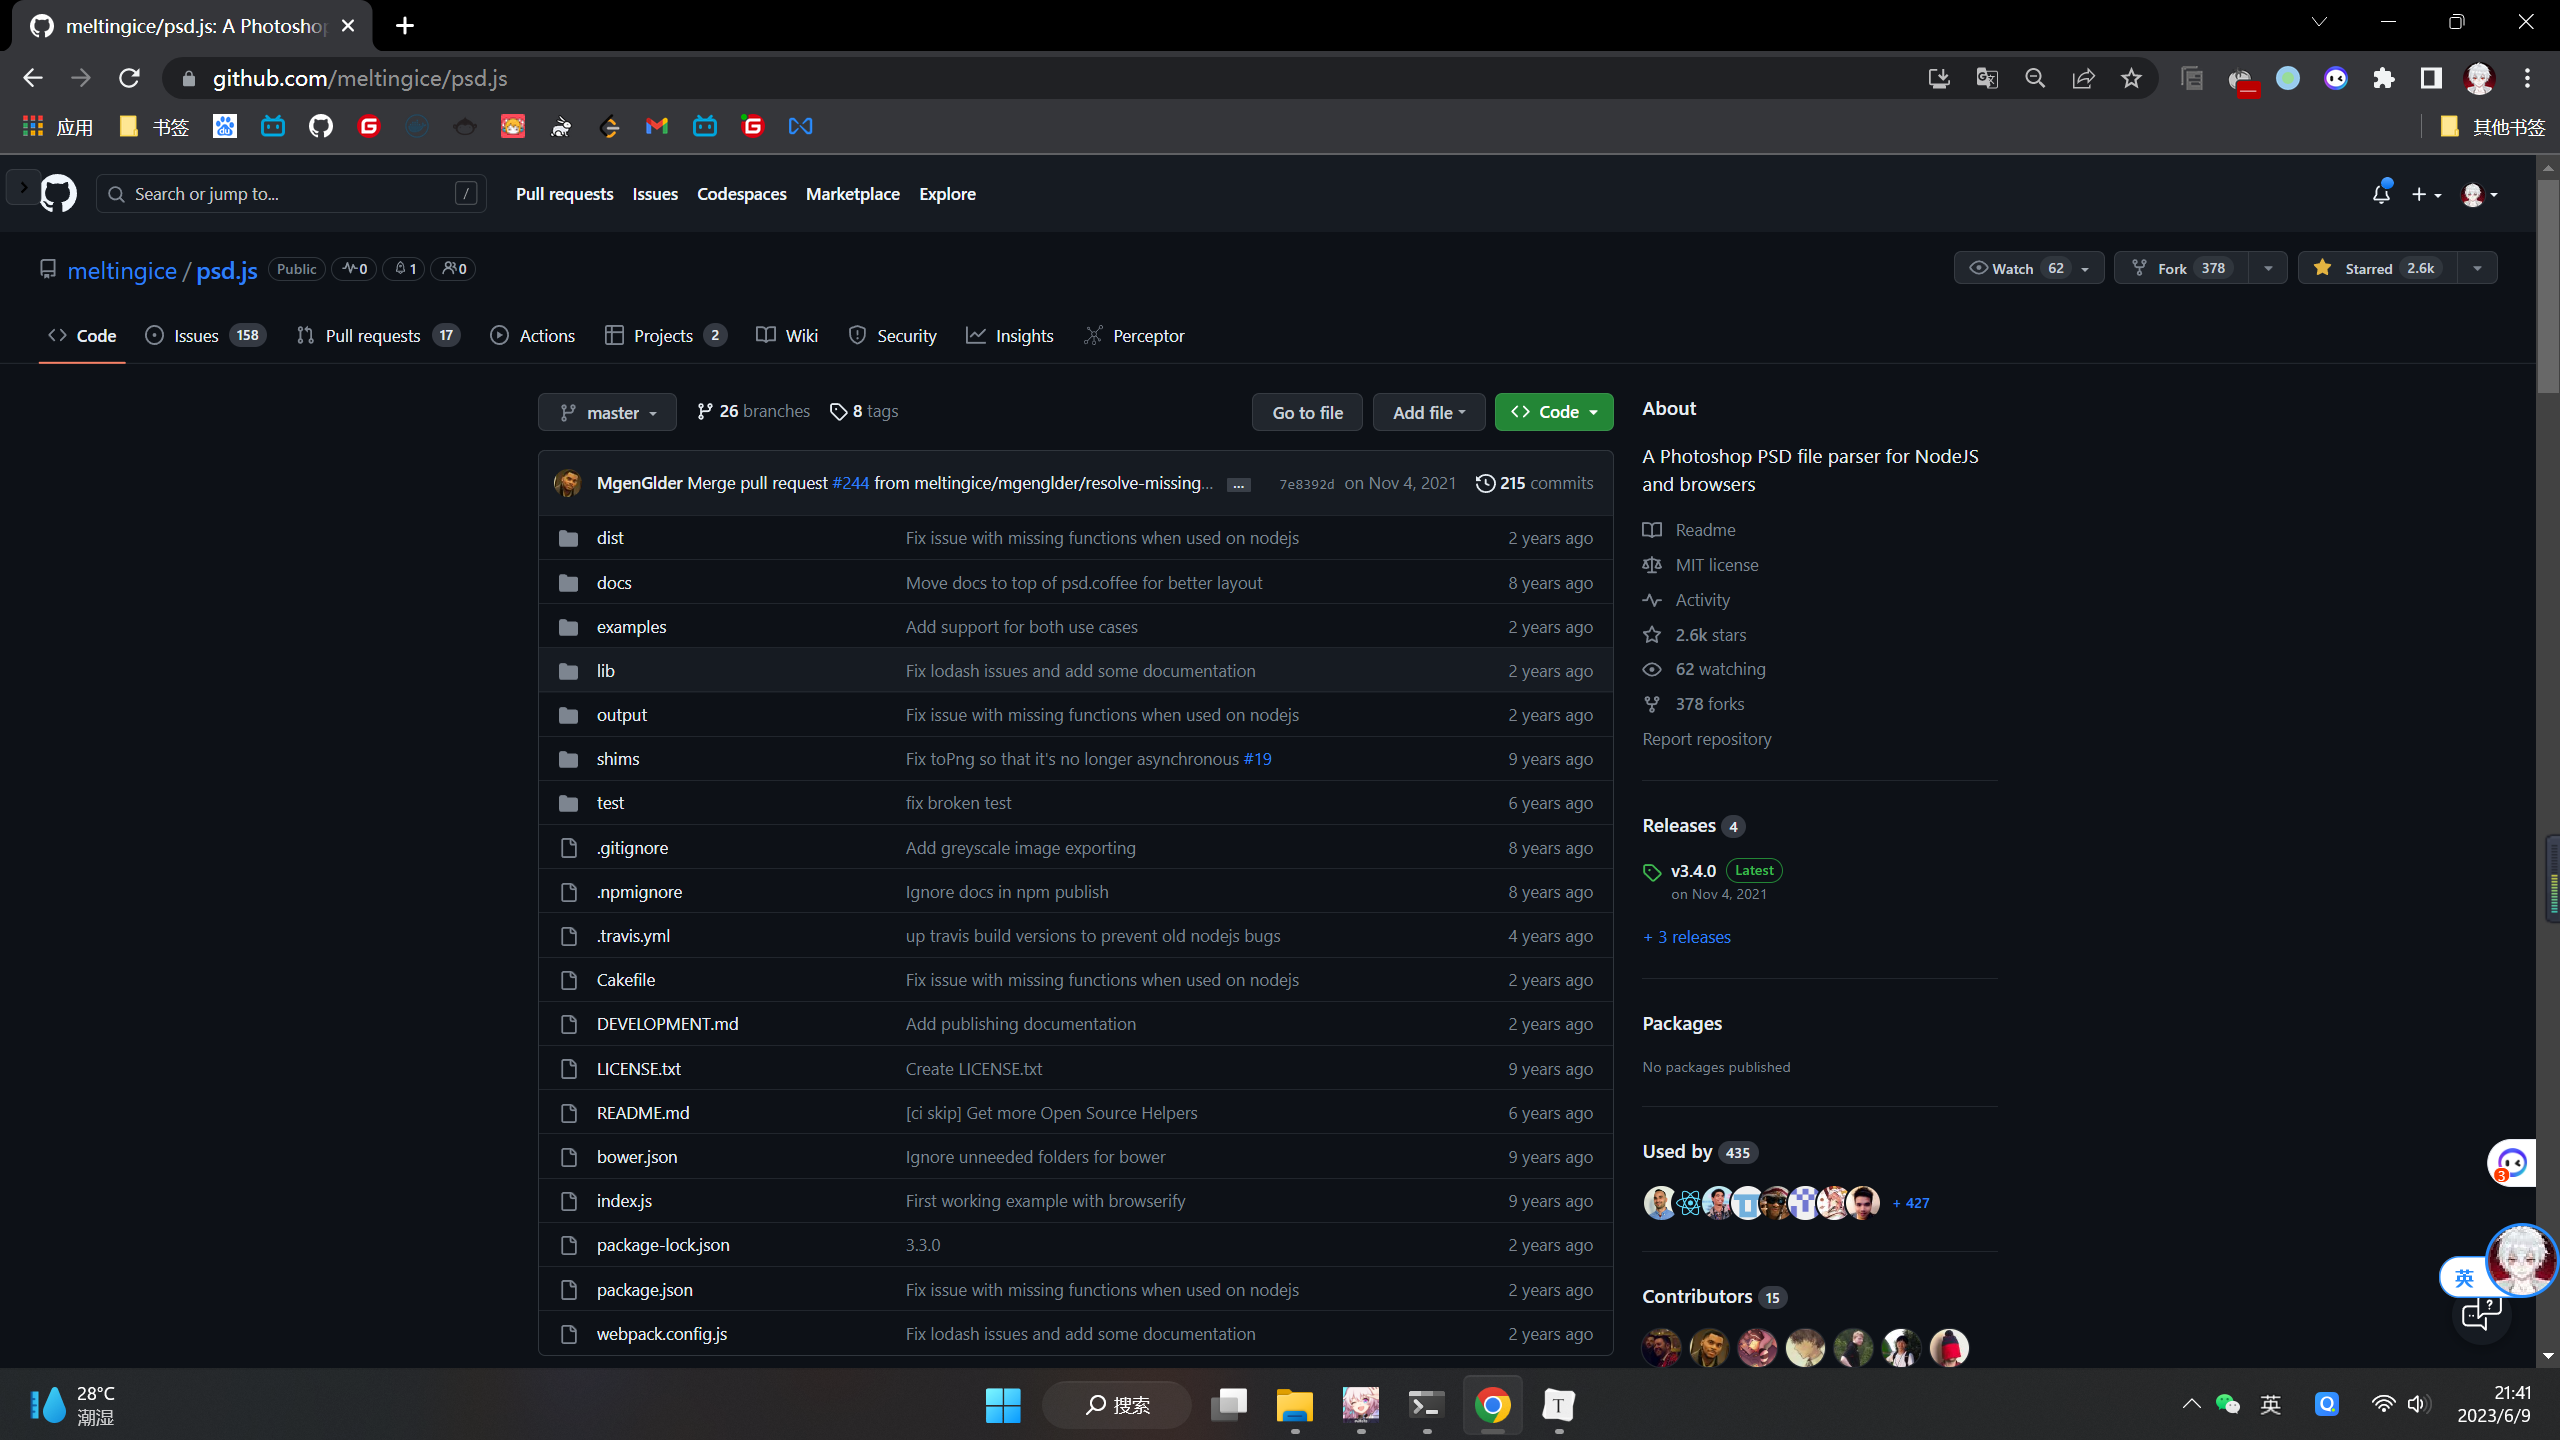 meltingice/psd.js: A Photoshop
github.com/meltingice/psd.js
应用
书签
其他书签
Search or jump to...
/
Pull requests
Issues
Codespaces
Marketplace
Explore
meltingice / psd.js
Public
0
1
0
Watch 62
Fork 378
Starred 2.6k
Code
Issues 158
Pull requests 17
Actions
Projects 2
Wiki
Security
Insights
Perceptor
master
26 branches
8 tags
Go to file
Add file
Code
MgenGlder Merge pull request #244 from meltingice/mgenglder/resolve-missing... ... 7e8392d on Nov 4, 2021 215 commits
dist Fix issue with missing functions when used on nodejs 2 years ago
docs Move docs to top of psd.coffee for better layout 8 years ago
examples Add support for both use cases 2 years ago
lib Fix lodash issues and add some documentation 2 years ago
output Fix issue with missing functions when used on nodejs 2 years ago
shims Fix toPng so that it's no longer asynchronous #19 9 years ago
test fix broken test 6 years ago
.gitignore Add greyscale image exporting 8 years ago
.npmignore Ignore docs in npm publish 8 years ago
.travis.yml up travis build versions to prevent old nodejs bugs 4 years ago
Cakefile Fix issue with missing functions when used on nodejs 2 years ago
DEVELOPMENT.md Add publishing documentation 2 years ago
LICENSE.txt Create LICENSE.txt 9 years ago
README.md [ci skip] Get more Open Source Helpers 6 years ago
bower.json Ignore unneeded folders for bower 9 years ago
index.js First working example with browserify 9 years ago
package-lock.json 3.3.0 2 years ago
package.json Fix issue with missing functions when used on nodejs 2 years ago
webpack.config.js Fix lodash issues and add some documentation 2 years ago
About
A Photoshop PSD file parser for NodeJS
and browsers
Readme
MIT license
Activity
2.6k stars
62 watching
378 forks
Report repository
Releases 4
v3.4.0 Latest
on Nov 4, 2021
+ 3 releases
Packages
No packages published
Used by 435
+ 427
Contributors 15
3
英
28°C
潮湿
搜索
T
英
21:41
2023/6/9